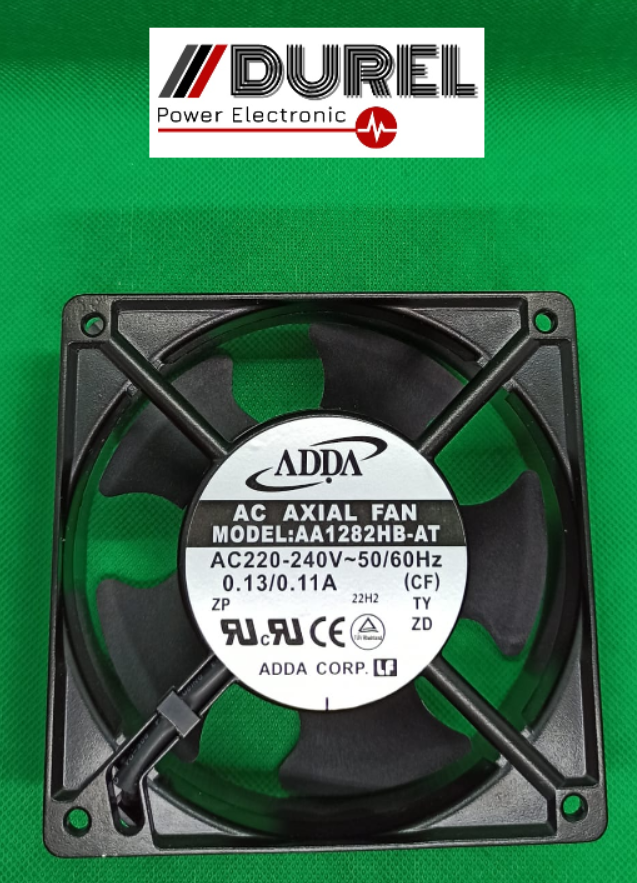 DUREL
Power Electronic
ADDA
AC AXIAL FAN
MODEL:AA1282HB-AT
AC220-240V~50/60Hz
0.13/0.11A (CF)
ZP 22H2 TY
ZD
c CE
ADDA CORP. LF